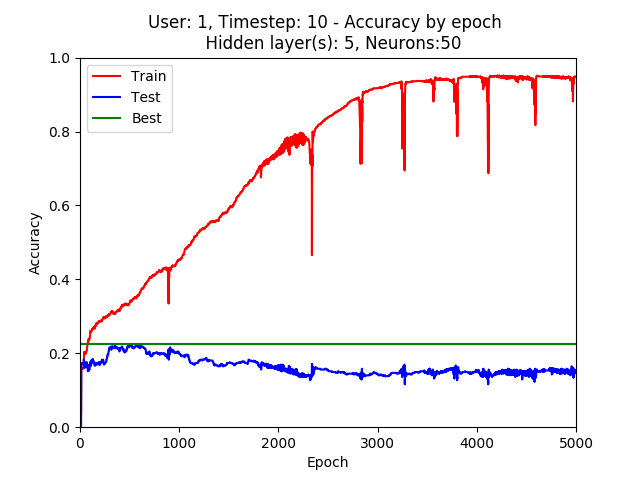 User: 1, Timestep: 10 - Accuracy by epoch
Hidden layer(s): 5, Neurons:50
Train
Test
Best
Accuracy
1.0
0.8
0.6
0.4
0.2
0.0
0 1000 2000 3000 4000 5000
Epoch